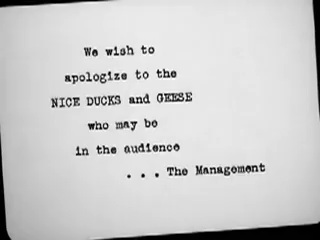 We wish to
apologize to the
NICE DUCKS and GEESE
who may be
in the audience
. . . The Management